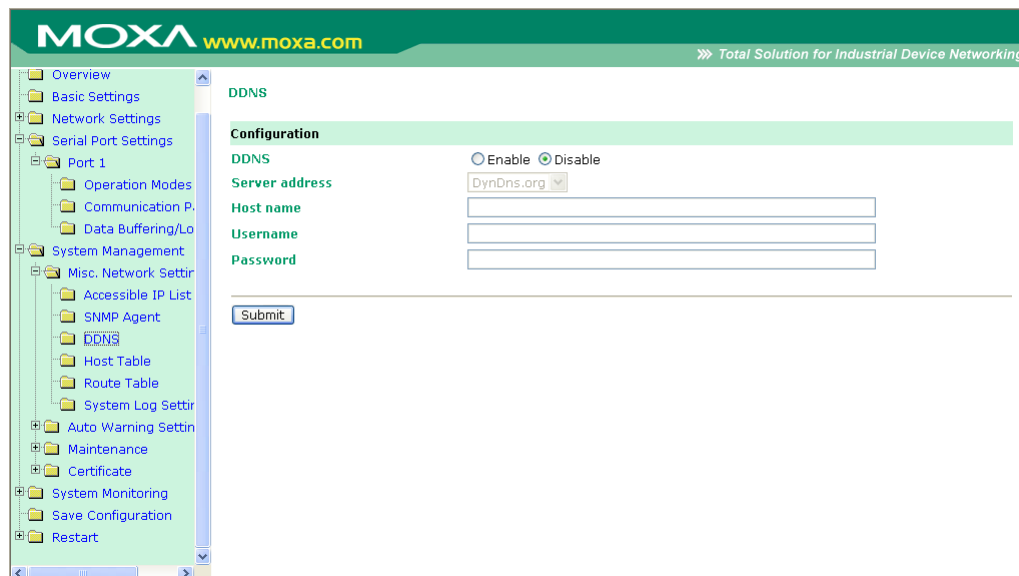 MOXA www.moxa.com
Total Solution for Industrial Device Networking
Overview
Basic Settings
Network Settings
Serial Port Settings
Port 1
Operation Modes
Communication Pa
Data Buffering/Lo
System Management
Misc. Network Settin
Accessible IP List
SNMP Agent
DDNS
Host Table
Route Table
System Log Settin
Auto Warning Settin
Maintenance
Certificate
System Monitoring
Save Configuration
Restart
DDNS
Configuration
DDNS Enable Disable
Server address DynDns.org
Host name
Username
Password
Submit